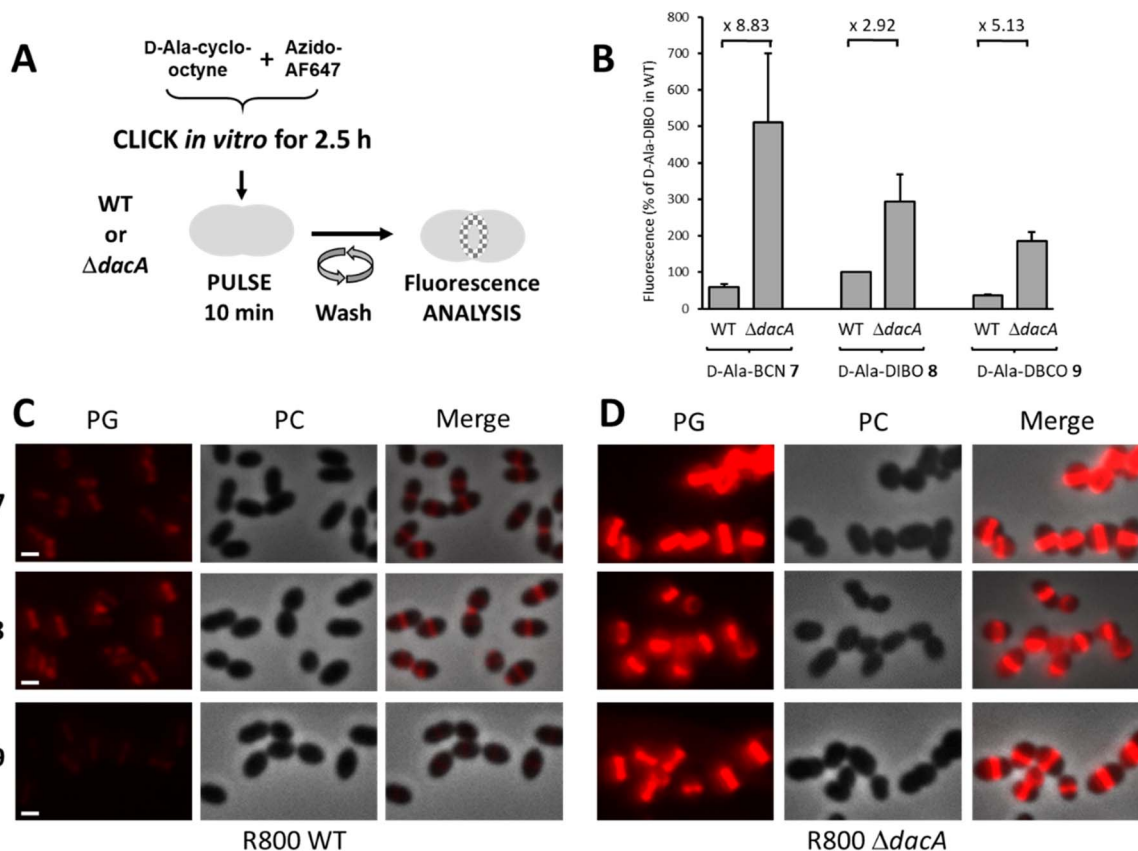 A
D-Ala-cyclo-
octyne
+
Azido-
AF647
CLICK in vitro for 2.5 h
WT
or
ΔdacA
PULSE
10 min
Wash
Fluorescence
ANALYSIS
B
Fluorescence (% of D-Ala-DIBO in WT)
800
700
600
500
400
300
200
100
0
x 8.83
x 2.92
x 5.13
WT ΔdacA
WT ΔdacA
WT ΔdacA
D-Ala-BCN 7
D-Ala-DIBO 8
D-Ala-DBCO 9
C
PG
PC
Merge
7
8
9
R800 WT
D
PG
PC
Merge
R800 ΔdacA